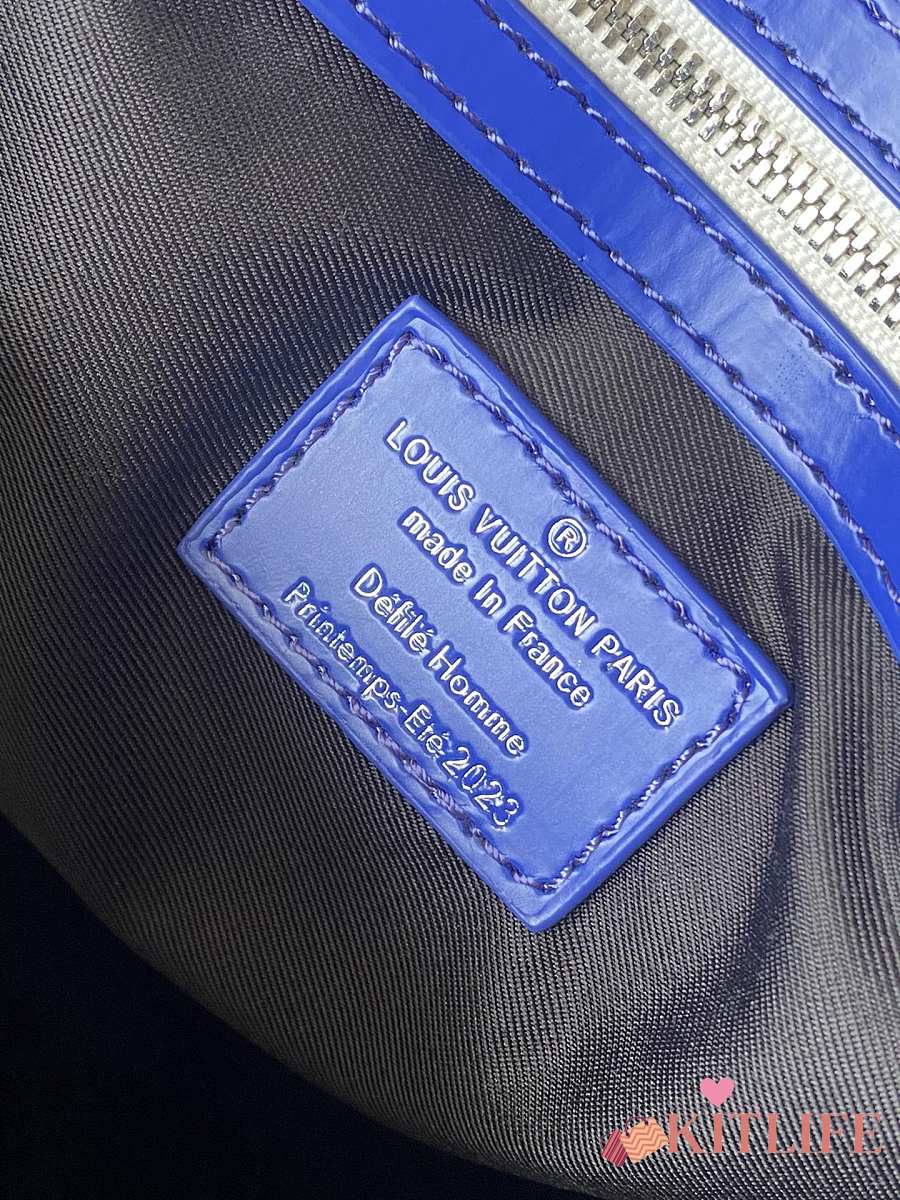 ®
LOUIS VUITTON PARIS
made in France
Défilé Homme
Printemps-Eté 2023
KITLIFE